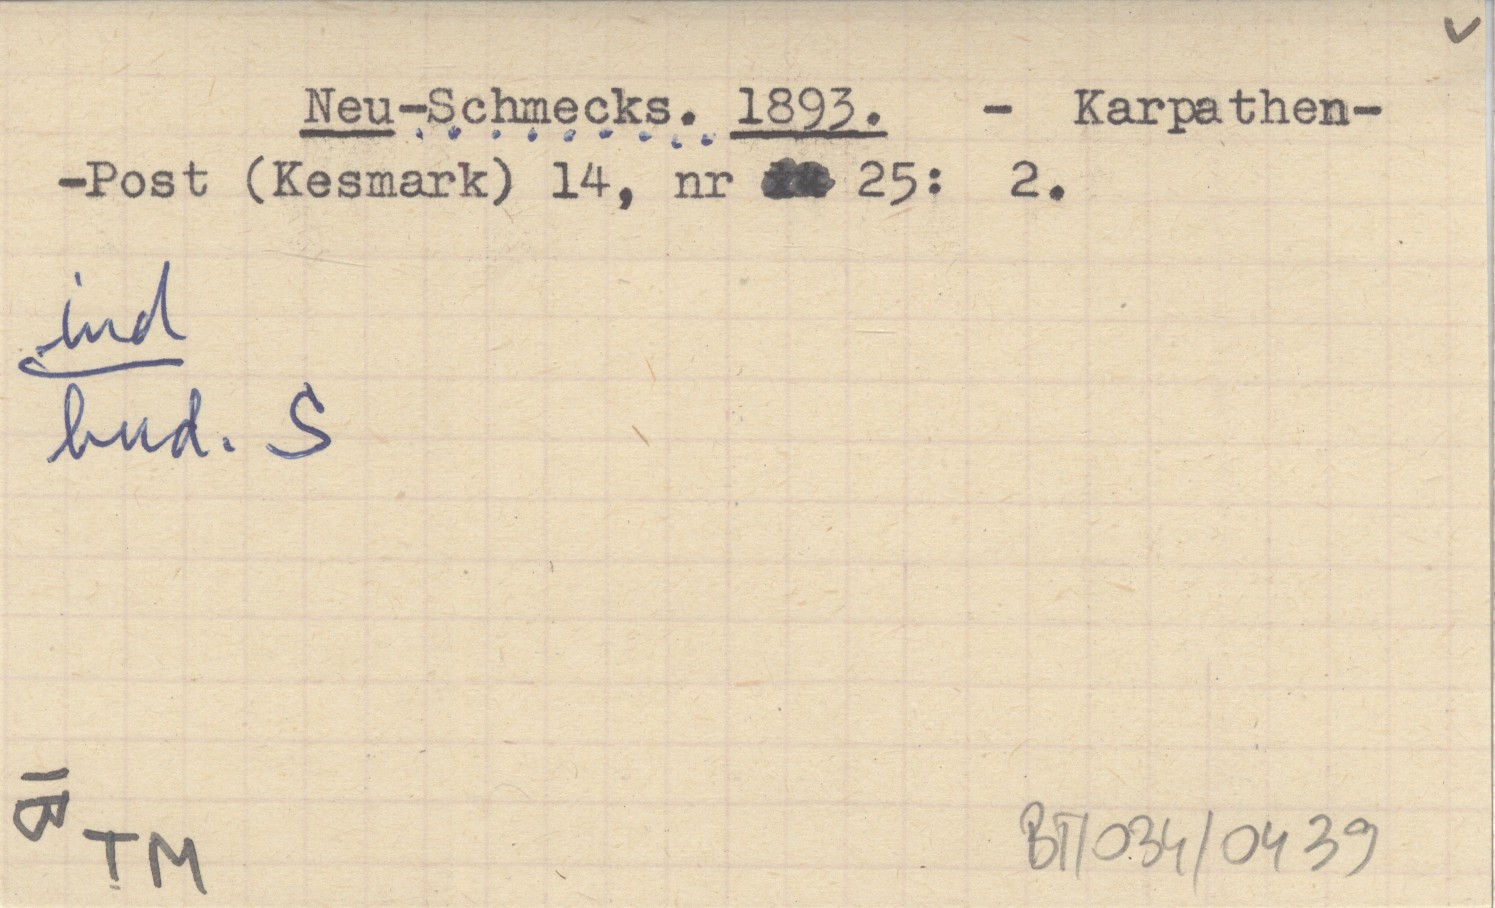 Neu-Schmecks. 1893. - Karpathen-
-Post (Kesmark) 14, nr 25: 2.
ind
bud. S
TM
BT/034/0439